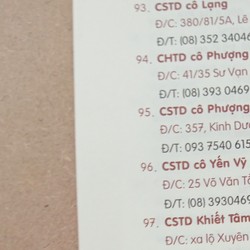 93. CSTD cô Lạng
Đ/C: 380/81/5A, Lê
Đ/T: (08) 352 34046
94. CHTD cô Phượng
Đ/C: 41/35 Sư Vạn
Đ/T: (08) 393 0469
95. CSTD cô Phượng
Đ/C: 357, Kinh Dươ
Đ/T: 093 7540 615
96. CSTD cô Yến Vỹ
Đ/C: 25 Võ Văn Tầ
Đ/T: (08) 3930469
97. CSTD Khiết Tâm
Đ/C: xa lộ Xuyên